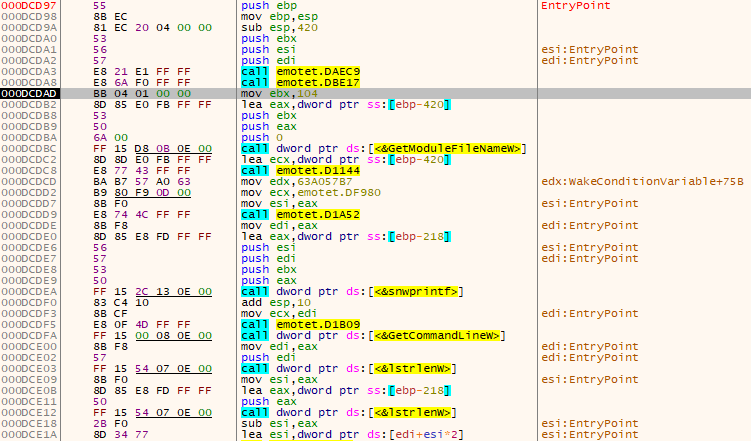 000DCD97 55 push ebp EntryPoint
000DCD98 8B EC mov ebp,esp
000DCD9A 81 EC 20 04 00 00 sub esp,420
000DCDA0 53 push ebx
000DCDA1 56 push esi esi:EntryPoint
000DCDA2 57 push edi edi:EntryPoint
000DCDA3 E8 21 E1 FF FF call emotet.DAEC9
000DCDA8 E8 6A F0 FF FF call emotet.DBE17
000DCDAD BB 04 01 00 00 mov ebx,104
000DCDB2 8D 85 E0 FB FF FF lea eax,dword ptr ss:[ebp-420]
000DCDB8 53 push ebx
000DCDB9 50 push eax
000DCDBA 6A 00 push 0
000DCDBC FF 15 D8 0B 0E 00 call dword ptr ds:[<&GetModuleFileNameW>]
000DCDC2 8D 8D E0 FB FF FF lea ecx,dword ptr ss:[ebp-420]
000DCDC8 E8 77 43 FF FF call emotet.D1144
000DCDCD BA B7 57 A0 63 mov edx,63A057B7 edx:WakeConditionVariable+75B
000DCDD2 B9 80 F9 0D 00 mov ecx,emotet.DF980
000DCDD7 8B F0 mov esi,eax esi:EntryPoint
000DCDD9 E8 74 4C FF FF call emotet.D1A52
000DCDDE 8B F8 mov edi,eax edi:EntryPoint
000DCDE0 8D 85 E8 FD FF FF lea eax,dword ptr ss:[ebp-218]
000DCDE6 56 push esi esi:EntryPoint
000DCDE7 57 push edi edi:EntryPoint
000DCDE8 53 push ebx
000DCDE9 50 push eax
000DCDEA FF 15 2C 13 0E 00 call dword ptr ds:[<&snwprintf>]
000DCDF0 83 C4 10 add esp,10
000DCDF3 8B CF mov ecx,edi edi:EntryPoint
000DCDF5 E8 0F 4D FF FF call emotet.D1B09
000DCDFA FF 15 00 08 0E 00 call dword ptr ds:[<&GetCommandLineW>]
000DCE00 8B F8 mov edi,eax edi:EntryPoint
000DCE02 57 push edi edi:EntryPoint
000DCE03 FF 15 54 07 0E 00 call dword ptr ds:[<&lstrlenW>]
000DCE09 8B F0 mov esi,eax esi:EntryPoint
000DCE0B 8D 85 E8 FD FF FF lea eax,dword ptr ss:[ebp-218]
000DCE11 50 push eax
000DCE12 FF 15 54 07 0E 00 call dword ptr ds:[<&lstrlenW>]
000DCE18 2B F0 sub esi,eax esi:EntryPoint
000DCE1A 8D 34 77 lea esi,dword ptr ds:[edi+esi*2] esi:EntryPoint